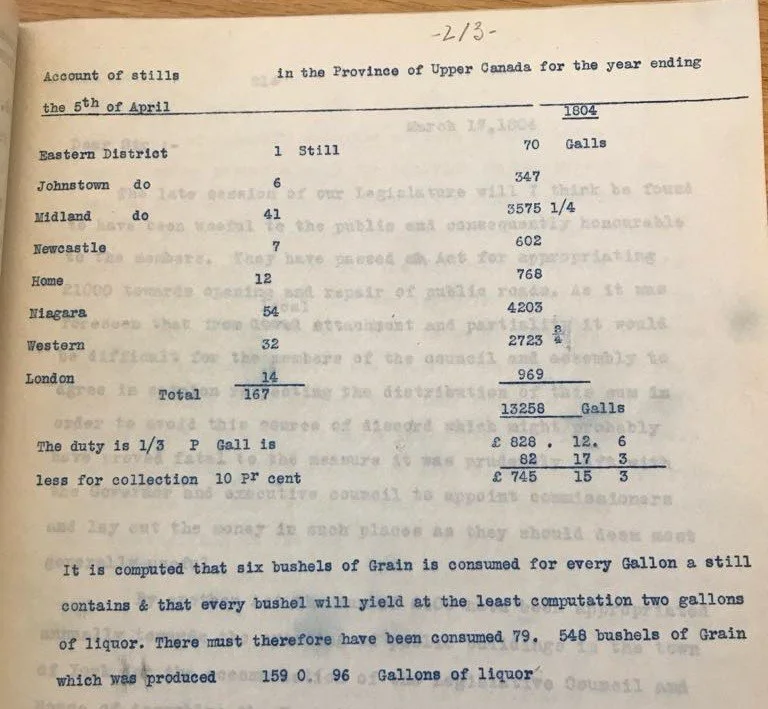 -213-
Account of stills in the Province of Upper Canada for the year ending
the 5th of April 1804
Eastern District 1 Still 70 Galls
Johnstown do 6 347
Midland do 41 3575 1/4
Newcastle 7 602
Home 12 768
Niagara 54 4203
Western 32 2723 3/4
London 14 969
Total 167
13258 Galls
The duty is 1/3 P Gall is £ 828 . 12. 6
82 17 3
less for collection 10 Pr cent £ 745 15 3
It is computed that six bushels of Grain is consumed for every Gallon a still
contains & that every bushel will yield at the least computation two gallons
of liquor. There must therefore have been consumed 79. 548 bushels of Grain
which was produced 159 0. 96 Gallons of liquor